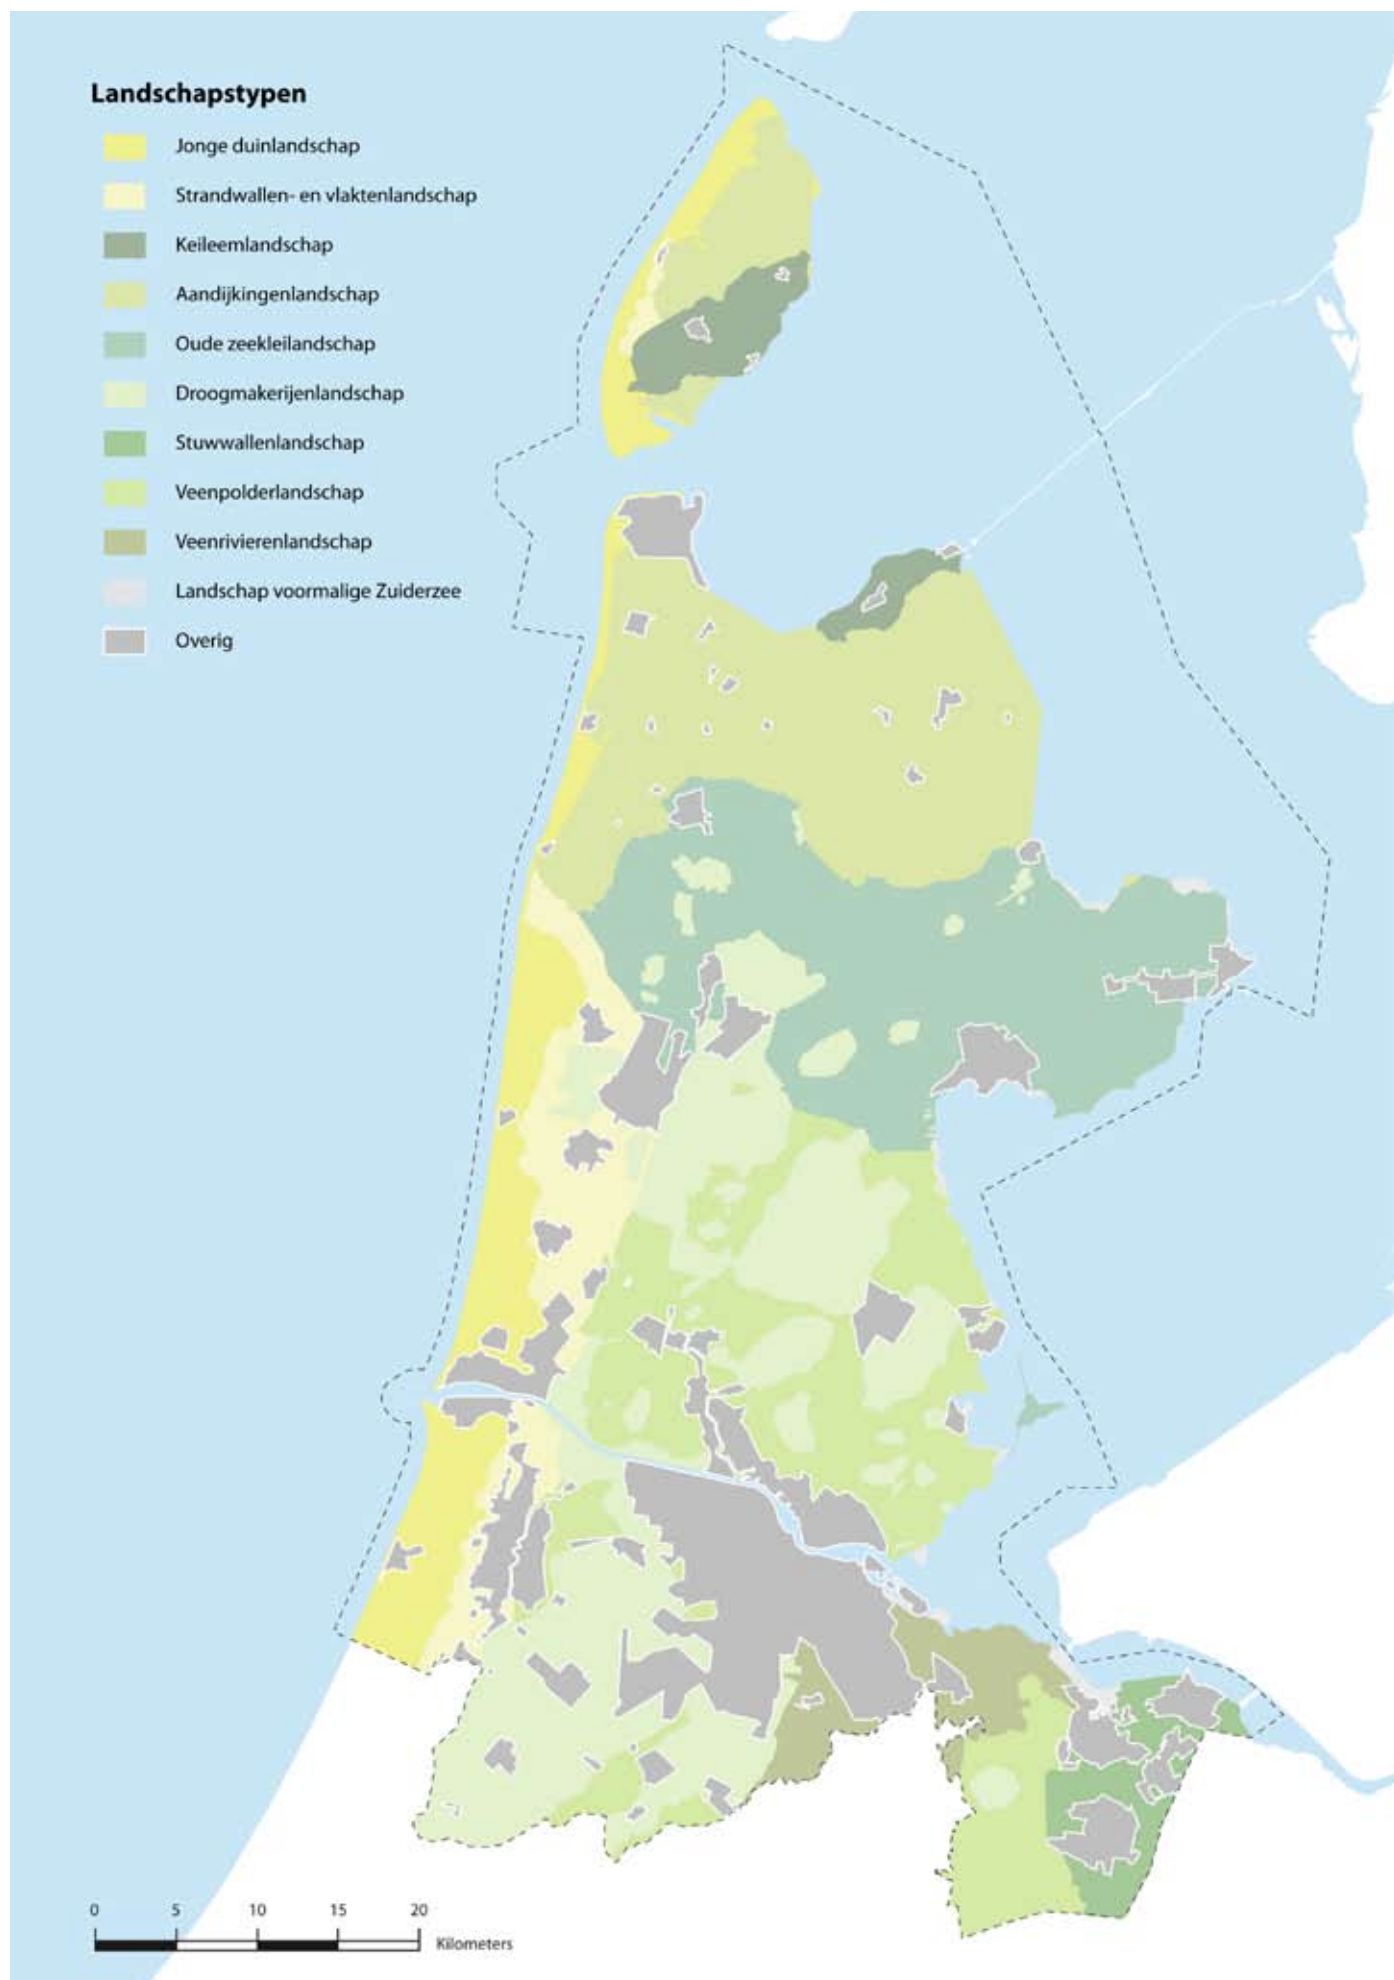 Landschapstypen
Jonge duinlandschap
Strandwallen- en vlaktenlandschap
Keileemlandschap
Aandijkingenlandschap
Oude zeekleilandschap
Droogmakerijenlandschap
Stuwwallenlandschap
Veenpolderlandschap
Veenrivierenlandschap
Landschap voormalige Zuiderzee
Overig
0 5 10 15 20
Kilometers